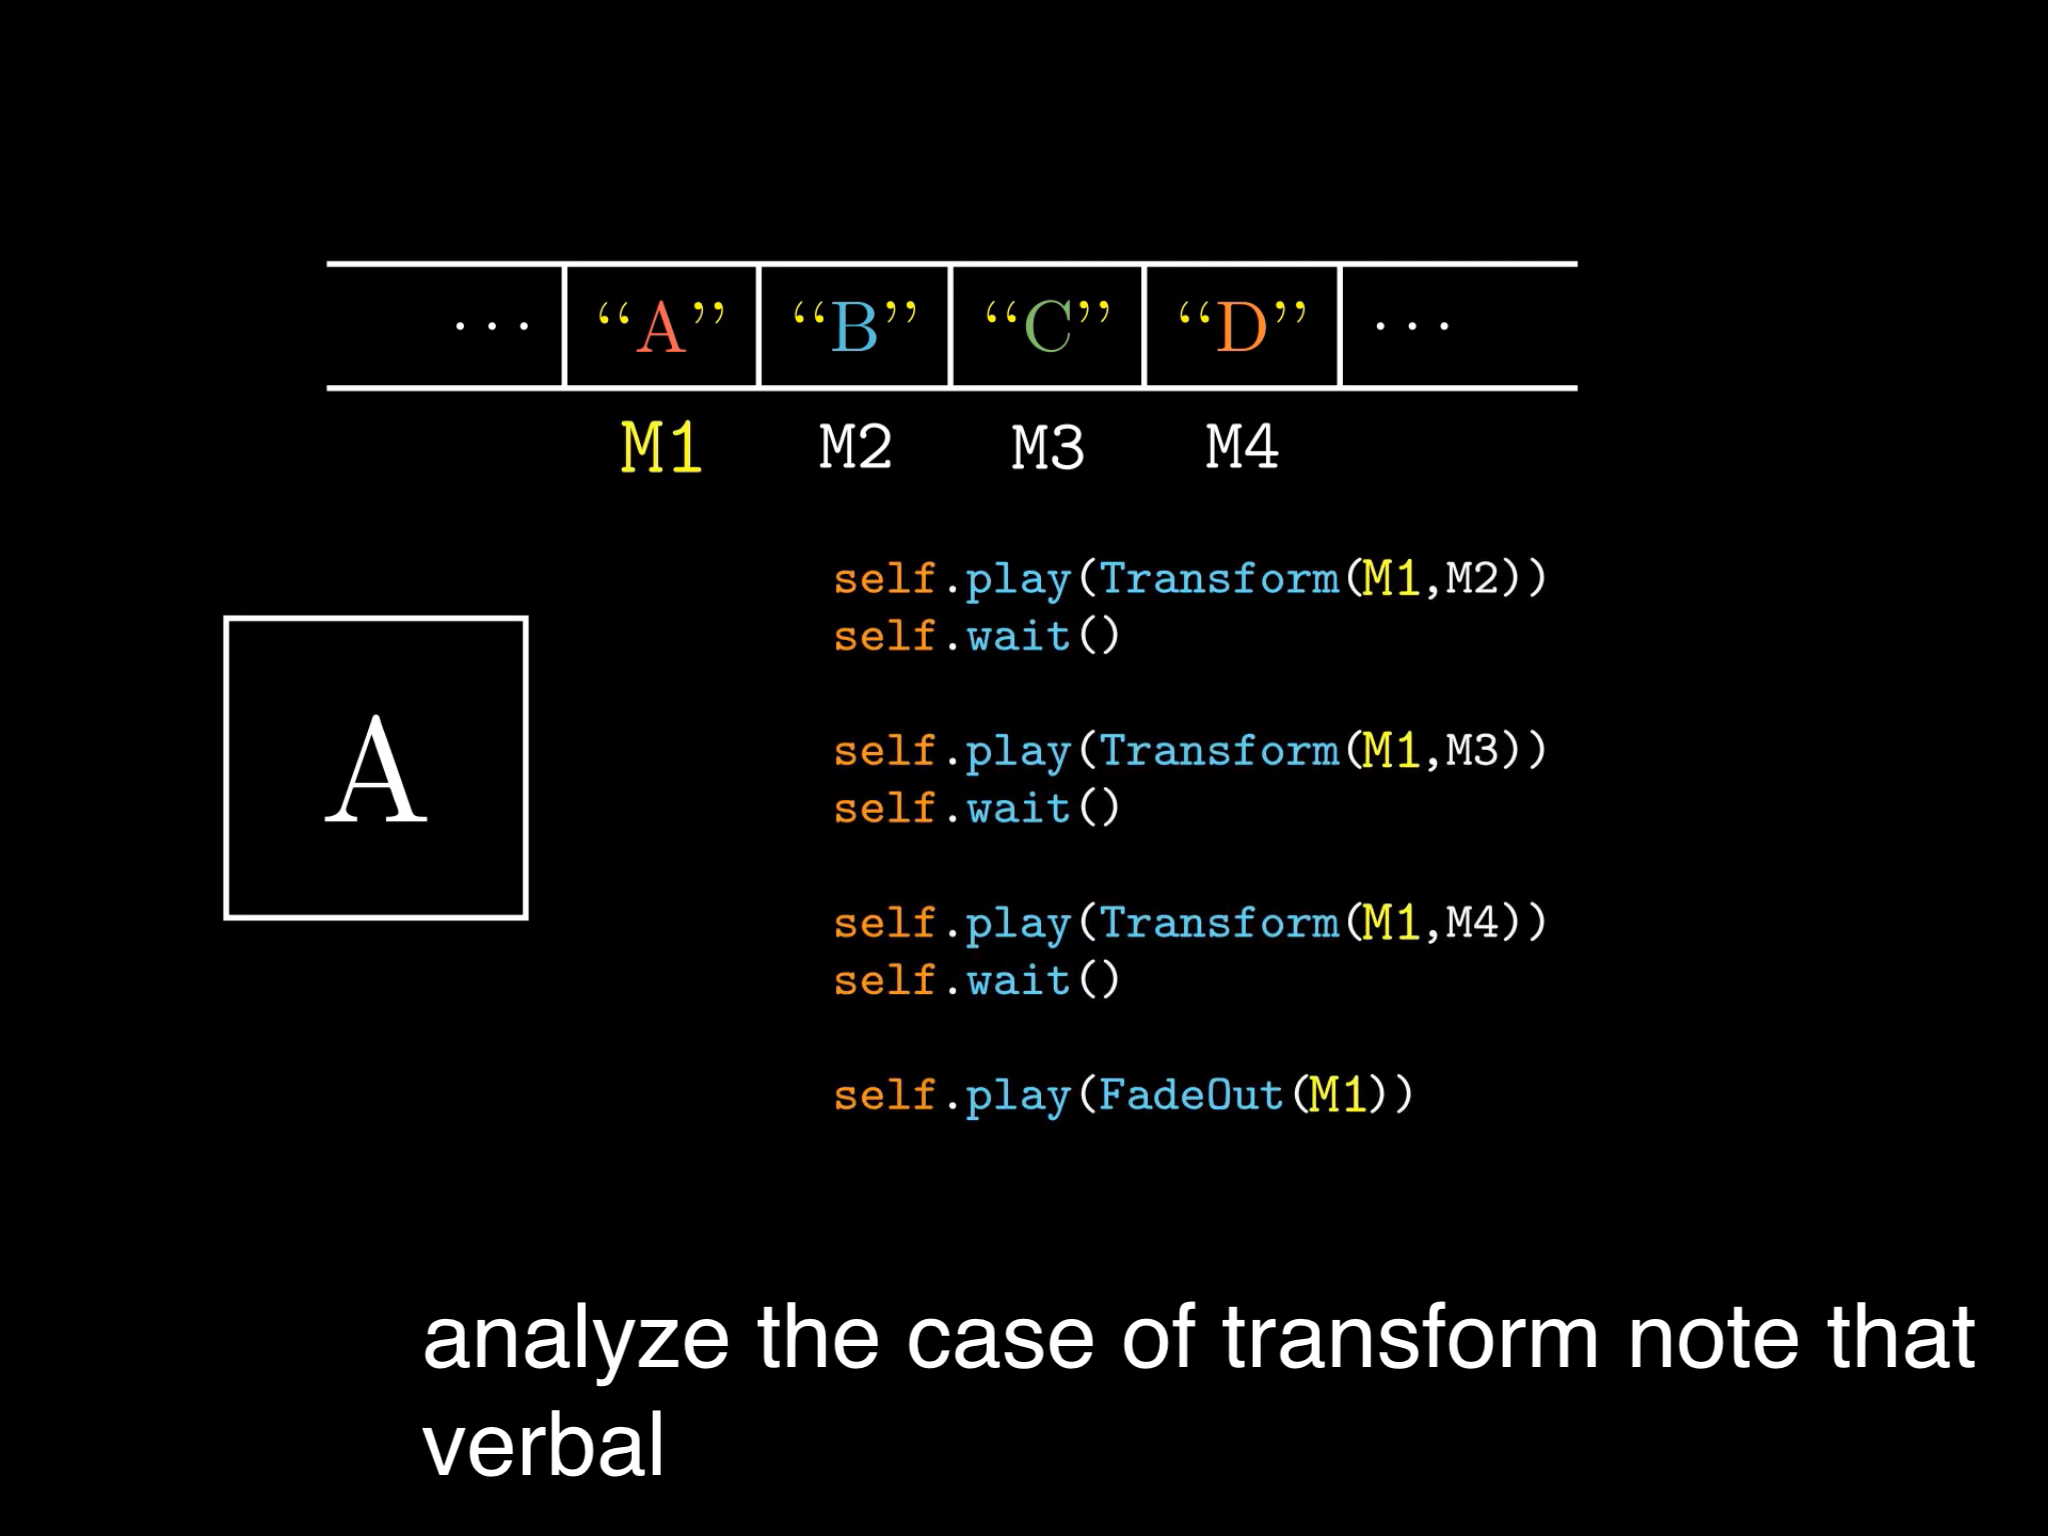 ... “A” “B” “C” “D” ...
M1 M2 M3 M4
self.play(Transform(M1,M2))
self.wait()
self.play(Transform(M1,M3))
self.wait()
A
self.play(Transform(M1,M4))
self.wait()
self.play(FadeOut(M1))
analyze the case of transform note that
verbal